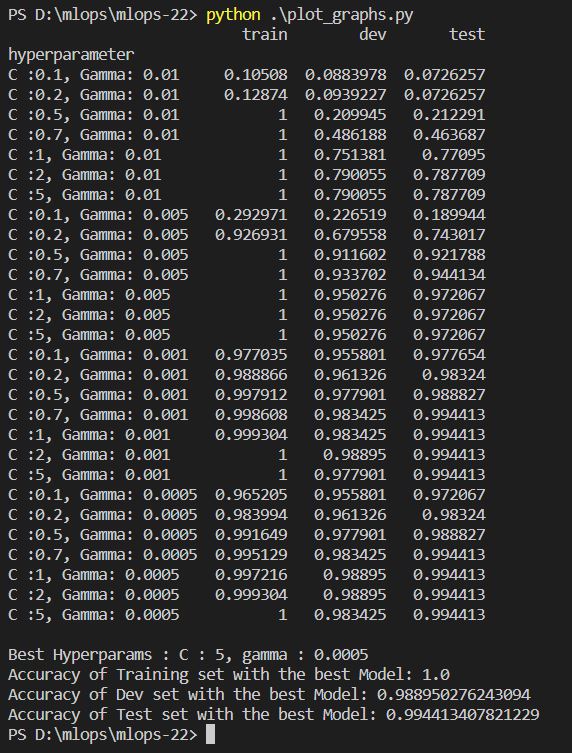 PS D:\mlops\mlops-22> python .\plot_graphs.py
train dev test
hyperparameter
C :0.1, Gamma: 0.01 0.10508 0.0883978 0.0726257
C :0.2, Gamma: 0.01 0.12874 0.0939227 0.0726257
C :0.5, Gamma: 0.01 1 0.209945 0.212291
C :0.7, Gamma: 0.01 1 0.486188 0.463687
C :1, Gamma: 0.01 1 0.751381 0.77095
C :2, Gamma: 0.01 1 0.790055 0.787709
C :5, Gamma: 0.01 1 0.790055 0.787709
C :0.1, Gamma: 0.005 0.292971 0.226519 0.189944
C :0.2, Gamma: 0.005 0.926931 0.679558 0.743017
C :0.5, Gamma: 0.005 1 0.911602 0.921788
C :0.7, Gamma: 0.005 1 0.933702 0.944134
C :1, Gamma: 0.005 1 0.950276 0.972067
C :2, Gamma: 0.005 1 0.950276 0.972067
C :5, Gamma: 0.005 1 0.950276 0.972067
C :0.1, Gamma: 0.001 0.977035 0.955801 0.977654
C :0.2, Gamma: 0.001 0.988866 0.961326 0.98324
C :0.5, Gamma: 0.001 0.997912 0.977901 0.988827
C :0.7, Gamma: 0.001 0.998608 0.983425 0.994413
C :1, Gamma: 0.001 0.999304 0.983425 0.994413
C :2, Gamma: 0.001 1 0.98895 0.994413
C :5, Gamma: 0.001 1 0.977901 0.994413
C :0.1, Gamma: 0.0005 0.965205 0.955801 0.972067
C :0.2, Gamma: 0.0005 0.983994 0.961326 0.98324
C :0.5, Gamma: 0.0005 0.991649 0.977901 0.988827
C :0.7, Gamma: 0.0005 0.995129 0.983425 0.994413
C :1, Gamma: 0.0005 0.997216 0.98895 0.994413
C :2, Gamma: 0.0005 0.999304 0.98895 0.994413
C :5, Gamma: 0.0005 1 0.983425 0.994413
Best Hyperparams : C : 5, gamma : 0.0005
Accuracy of Training set with the best Model: 1.0
Accuracy of Dev set with the best Model: 0.988950276243094
Accuracy of Test set with the best Model: 0.994413407821229
PS D:\mlops\mlops-22>